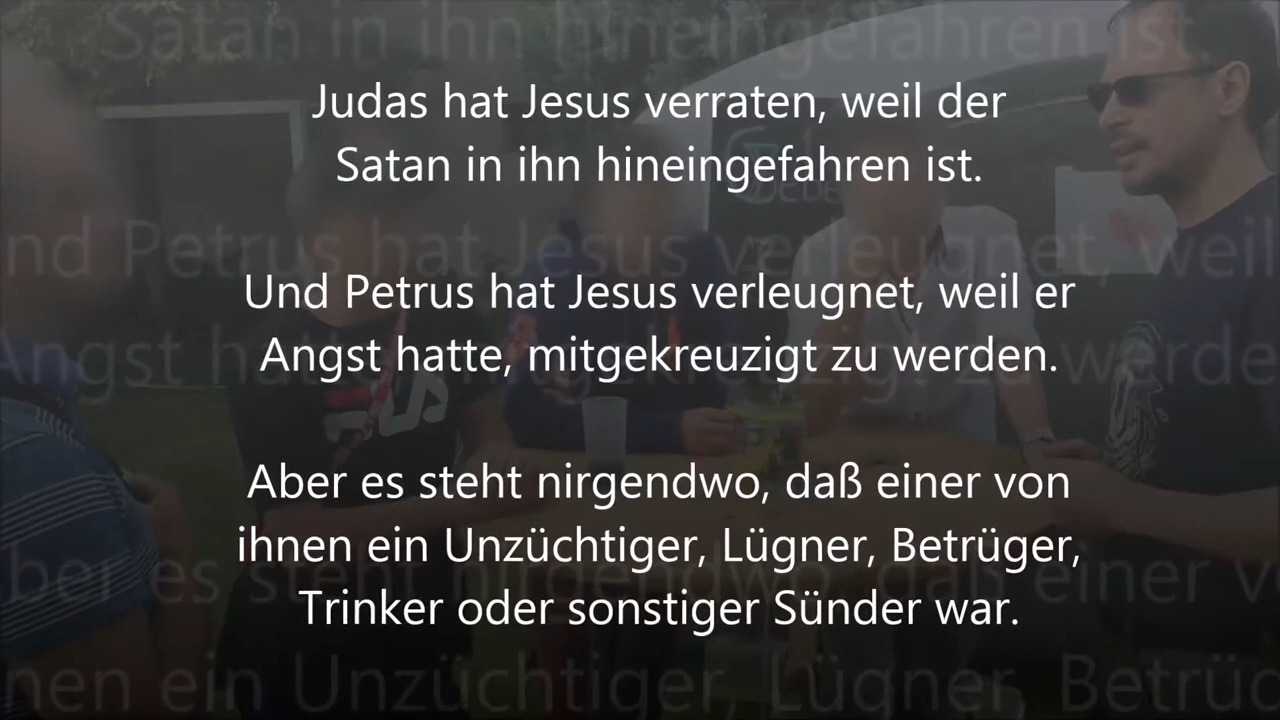 Judas hat Jesus verraten, weil der
Satan in ihn hineingefahren ist.
Und Petrus hat Jesus verleugnet, weil er
Angst hatte, mitgekreuzigt zu werden.
Aber es steht nirgendwo, daß einer von
ihnen ein Unzüchtiger, Lügner, Betrüger,
Trinker oder sonstiger Sünder war.